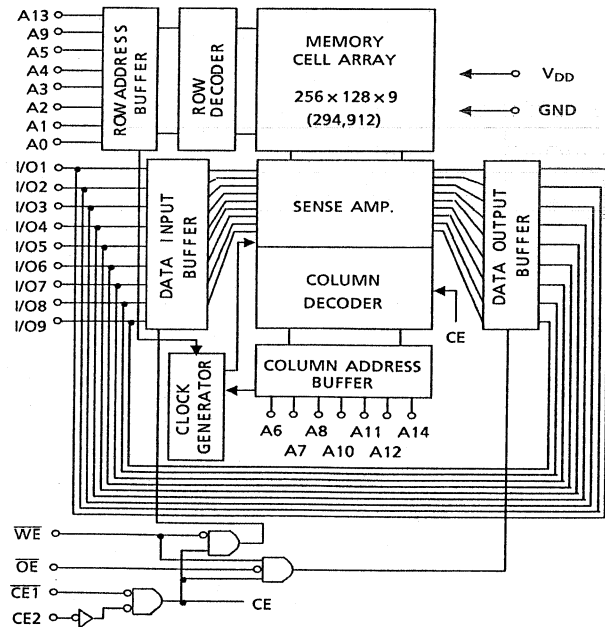 A13
A9
A5
A4
A3
A2
A1
A0
ROW ADDRESS
BUFFER
ROW
DECODER
MEMORY
CELL ARRAY
256 x 128 x 9
(294,912)
VDD
GND
I/O1
I/O2
I/O3
I/O4
I/O5
I/O6
I/O7
I/O8
I/O9
DATA INPUT
BUFFER
SENSE AMP.
COLUMN
DECODER
DATA OUTPUT
BUFFER
CE
CLOCK
GENERATOR
COLUMN ADDRESS
BUFFER
A6 A8 A11 A14
A7 A10 A12
W̅E̅
O̅E̅
C̅E̅1̅
CE2
CE